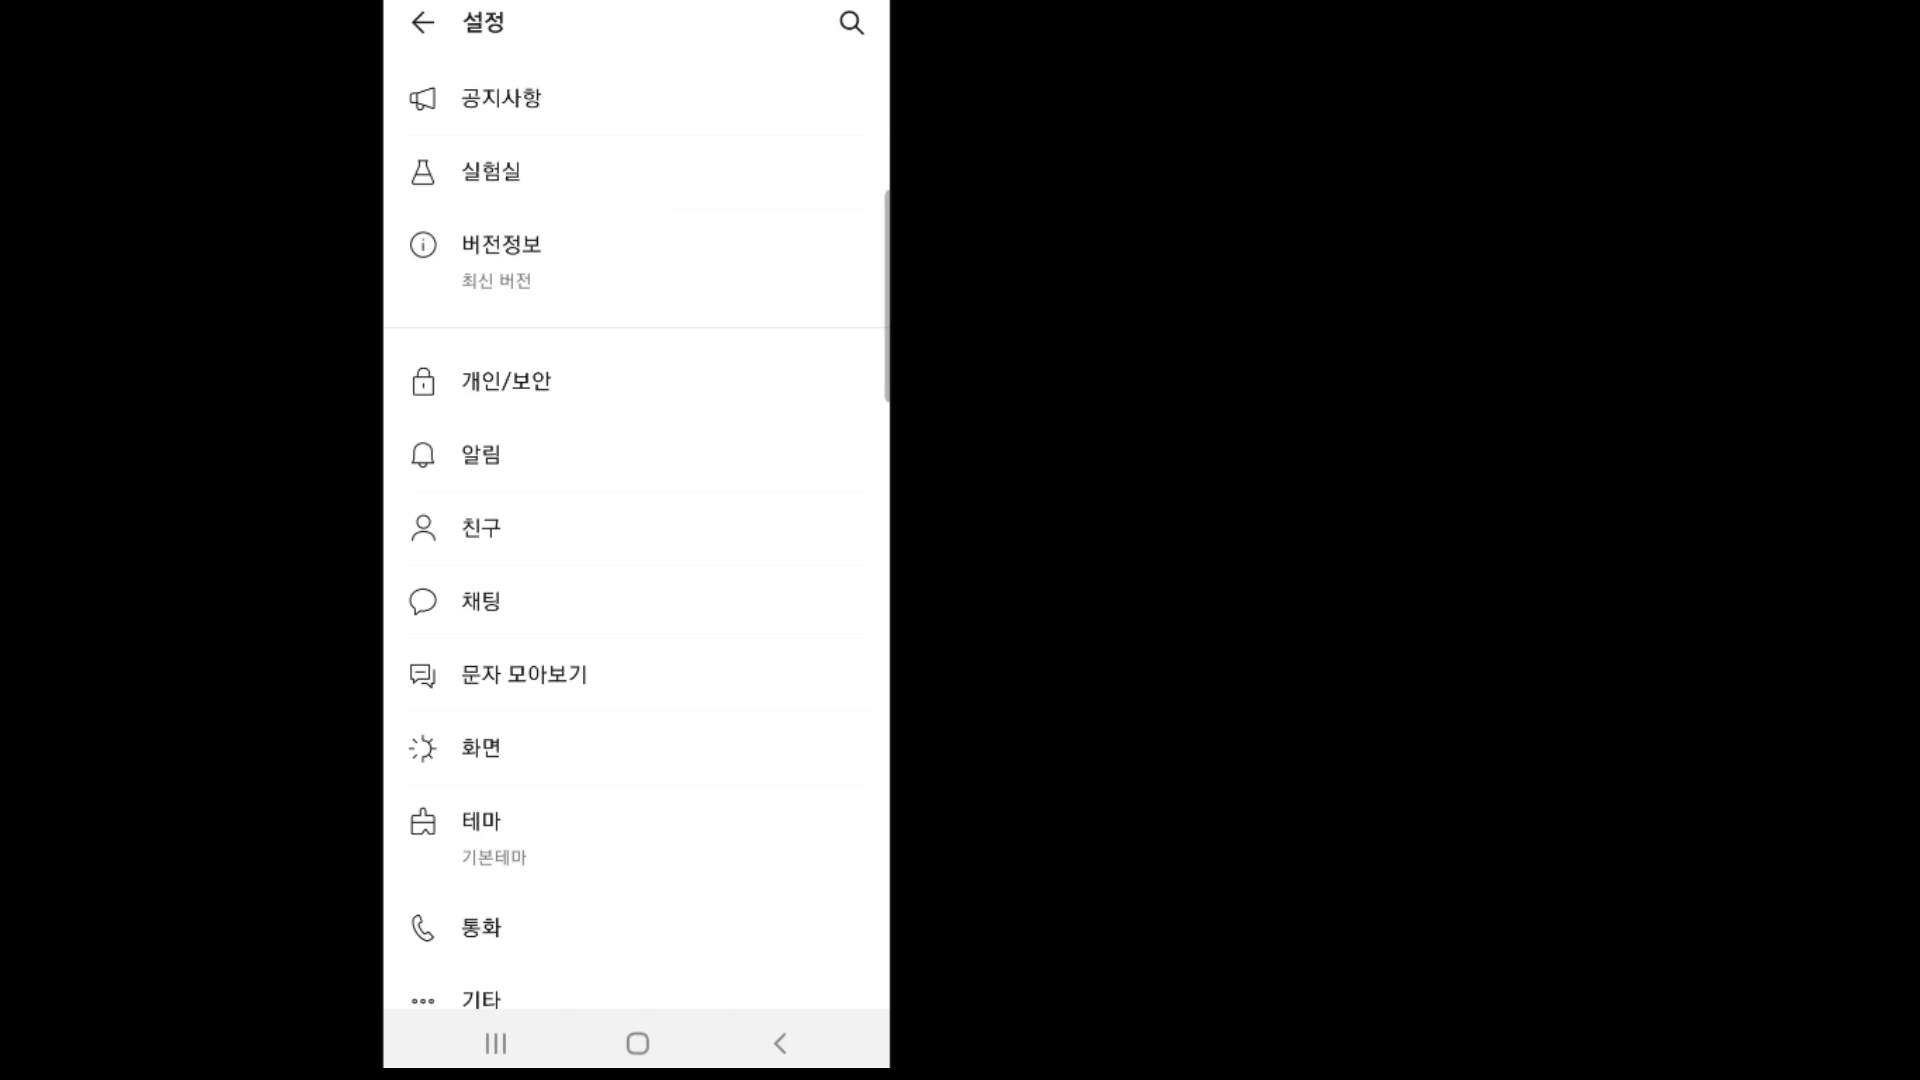 설정
공지사항
실험실
버전정보
최신 버전
개인/보안
알림
친구
채팅
문자 모아보기
화면
테마
기본테마
통화
기타